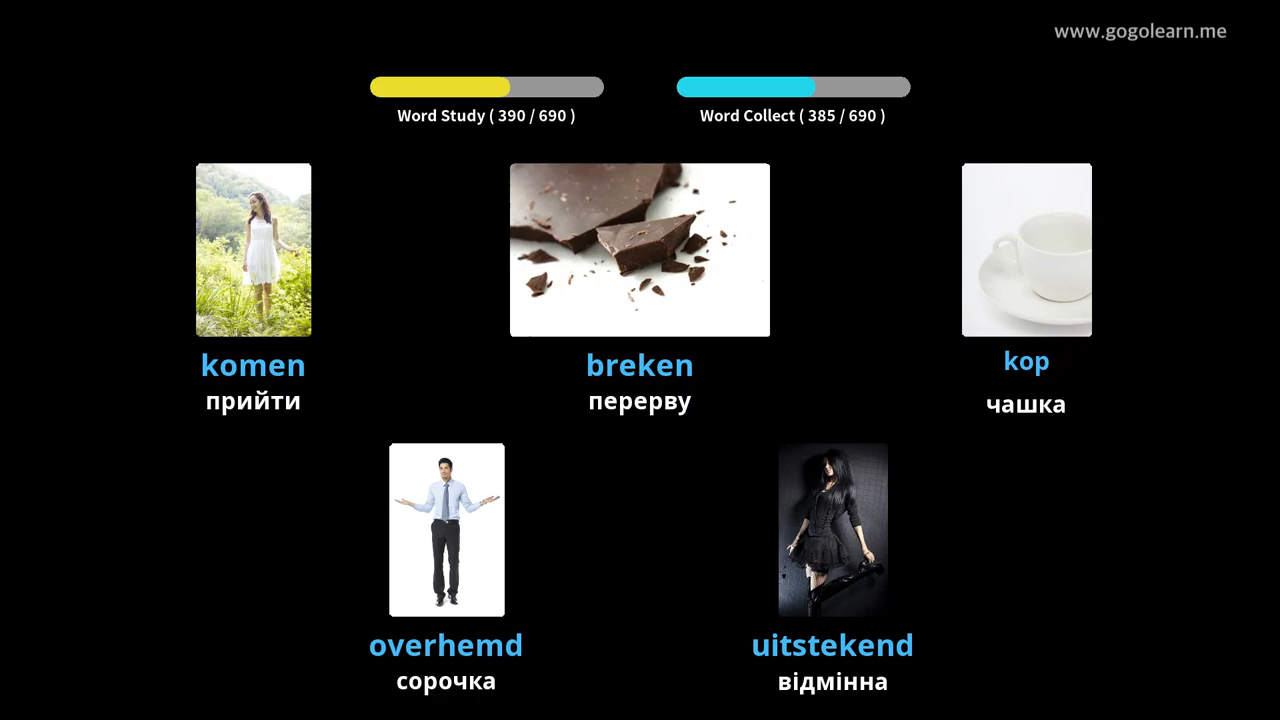 www.gogolearn.me
Word Study ( 390 / 690 )
Word Collect ( 385 / 690 )
komen
прийти
breken
перерву
kop
чашка
overhemd
сорочка
uitstekend
відмінна